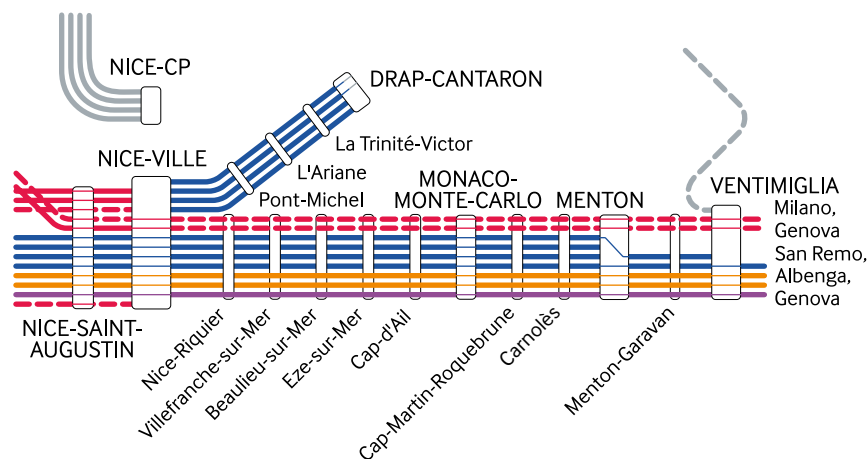 NICE-CP
DRAP-CANTARON
La Trinité-Victor
NICE-VILLE
L'Ariane
Pont-Michel
MONACO-
MONTE-CARLO
MENTON
VENTIMIGLIA
Milano,
Genova
San Remo,
Albenga,
Genova
NICE-SAINT-
AUGUSTIN
Nice-Riquier
Villefranche-sur-Mer
Beaulieu-sur-Mer
Eze-sur-Mer
Cap-d'Ail
Cap-Martin-Roquebrune
Carnolès
Menton-Garavan